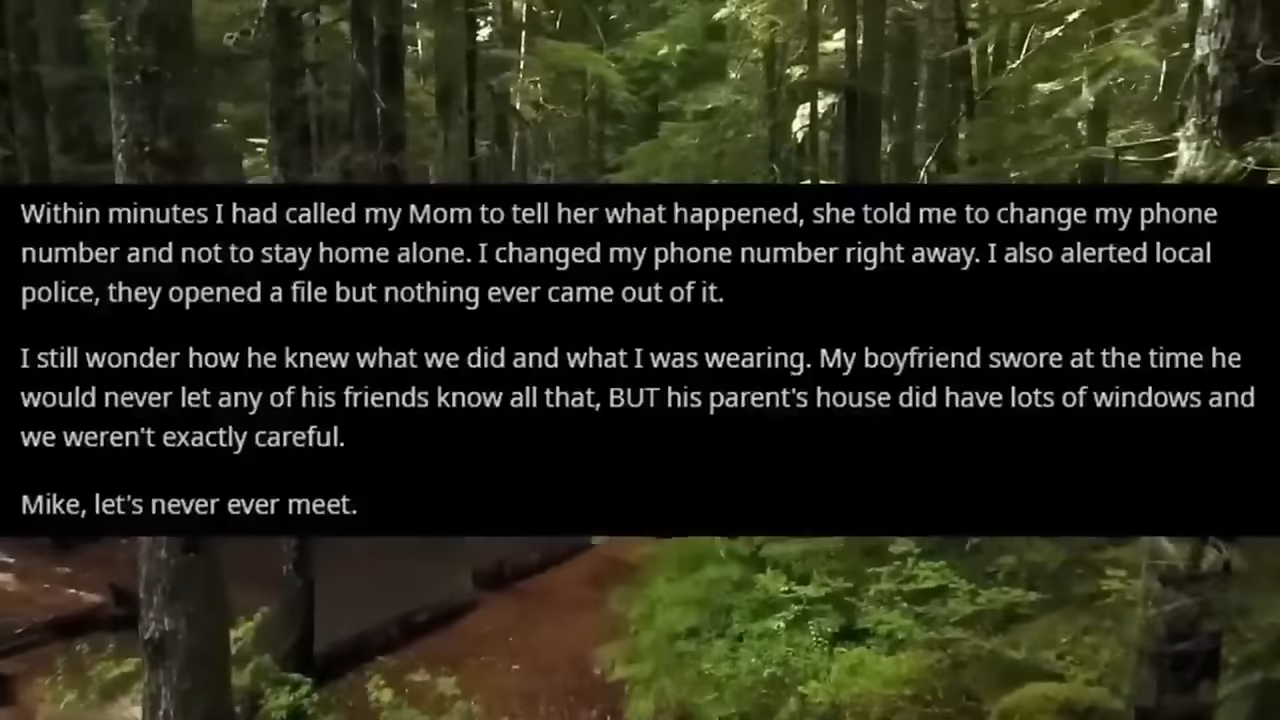 Within minutes I had called my Mom to tell her what happened, she told me to change my phone
number and not to stay home alone. I changed my phone number right away. I also alerted local
police, they opened a file but nothing ever came out of it.
I still wonder how he knew what we did and what I was wearing. My boyfriend swore at the time he
would never let any of his friends know all that, BUT his parent's house did have lots of windows and
we weren't exactly careful.
Mike, let's never ever meet.